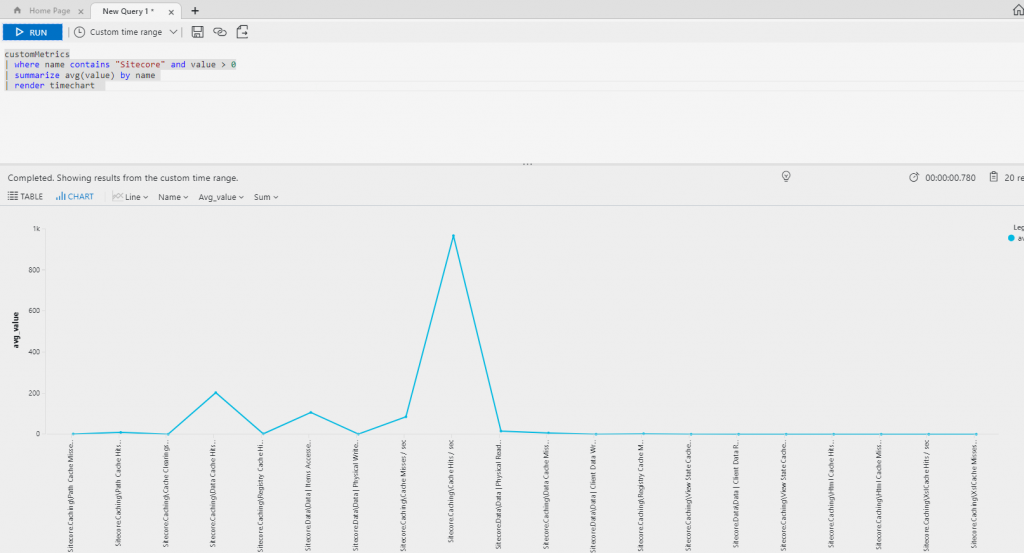 Home Page
New Query 1 *
RUN
Custom time range
customMetrics
| where name contains "Sitecore" and value > 0
| summarize avg(value) by name
| render timechart
Completed. Showing results from the custom time range.
00:00:00.780
20 re
TABLE
CHART
Line
Name
Avg_value
Sum
Leg
av
avg_value
1k
800
600
400
200
0
Sitecore.Caching\Path Cache Misse...
Sitecore.Caching\Path Cache Hits...
Sitecore.Caching\Cache Clearings...
Sitecore.Caching\Data Cache Hits...
Sitecore.Caching\Registry Cache Hi...
Sitecore.Data\Data | Items Accesse...
Sitecore.Data\Data | Physical Write...
Sitecore.Caching\Cache Misses / sec
Sitecore.Caching\Cache Hits / sec
Sitecore.Data\Data | Physical Read...
Sitecore.Caching\Data Cache Miss...
Sitecore.Data\Data | Client Data Wr...
Sitecore.Caching\Registry Cache M...
Sitecore.Caching\View State Cache...
Sitecore.Data\Data | Client Data R...
Sitecore.Caching\View State Cache...
Sitecore.Caching\Html Cache Hits...
Sitecore.Caching\Html Cache Miss...
Sitecore.Caching\Xsl Cache Hits / sec
Sitecore.Caching\Xsl Cache Misses...